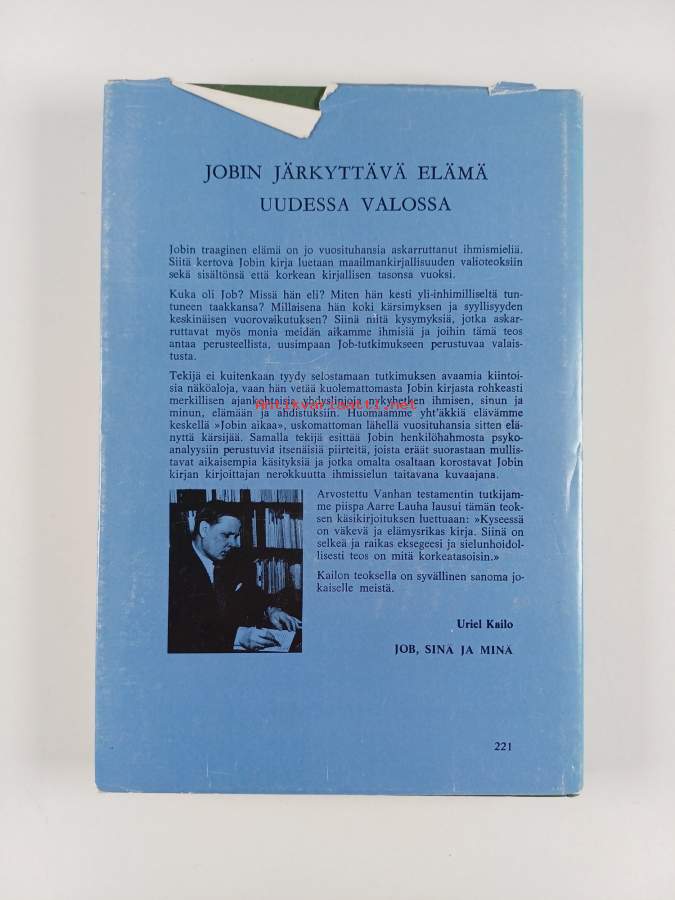 JOBIN JÄRKYTTÄVÄ ELÄMÄ
UUDESSA VALOSSA
Jobin traaginen elämä on jo vuosituhansia askarruttanut ihmismieliä.
Siitä kertova Jobin kirja luetaan maailmankirjallisuuden valioteoksiin
sekä sisältönsä että korkean kirjallisen tasonsa vuoksi.
Kuka oli Job? Missä hän eli? Miten hän kesti yli-inhimilliseltä tun-
tuneen taakkansa? Millaisena hän koki kärsimyksen ja syyllisyyden
keskinäisen vuorovaikutuksen? Siinä mitä kysymyksiä, jotka askar-
ruttavat myös monia meidän aikamme ihmisiä ja joihin tämä teos
antaa perusteellista, uusimpaan Job-tutkimukseen perustuvaa valais-
tusta.
Tekijä ei kuitenkaan tyydy selostamaan tutkimuksen avaamia kiintoi-
sia näköaloja, vaan hän vetää kuolemattomasta Jobin kirjasta rohkeasti
merkillisen ajankohtaisia yhdyslinjoja nykyhetken ihmisen, sinun ja
minun, elämään ja ahdistuksiin. Huomaamme yht'äkkiä elävämme
keskellä »Jobin aikaa», uskomattoman lähellä vuosituhansia sitten elä-
nyttä kärsijää. Samalla tekijä esittää Jobin henkilöhahmosta psyko-
analyysiin perustuvia itsenäisiä piirteitä, joista eräät suorastaan mullis-
tavat aikaisempia käsityksiä ja jotka omalta osaltaan korostavat Jobin
kirjan kirjoittajan nerokkuutta ihmissielun taitavana kuvaajana.
Arvostettu Vanhan testamentin tutkijam-
me piispa Aarre Lauha lausui tämän teok-
sen käsikirjoituksen luettuaan: »Kyseessä
on väkevä ja elämysrikas kirja. Siinä on
selkeä ja raikas eksegeesi ja sielunhoidol-
lisesti teos on mitä korkeatasoisin.»
Kailon teoksella on syvällinen sanoma jo-
kaiselle meistä.
Uriel Kailo
JOB, SINÄ JA MINÄ
221
Antikvariaatti.net